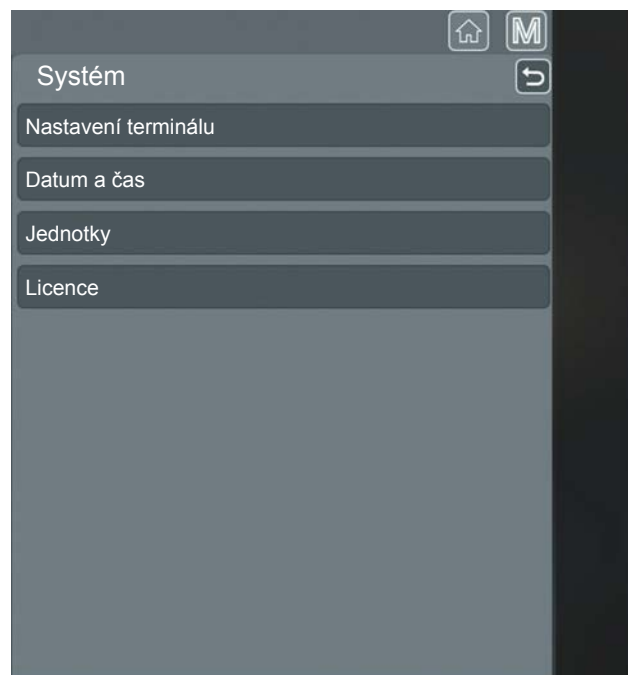 M
Systém
Nastavení terminálu
Datum a čas
Jednotky
Licence